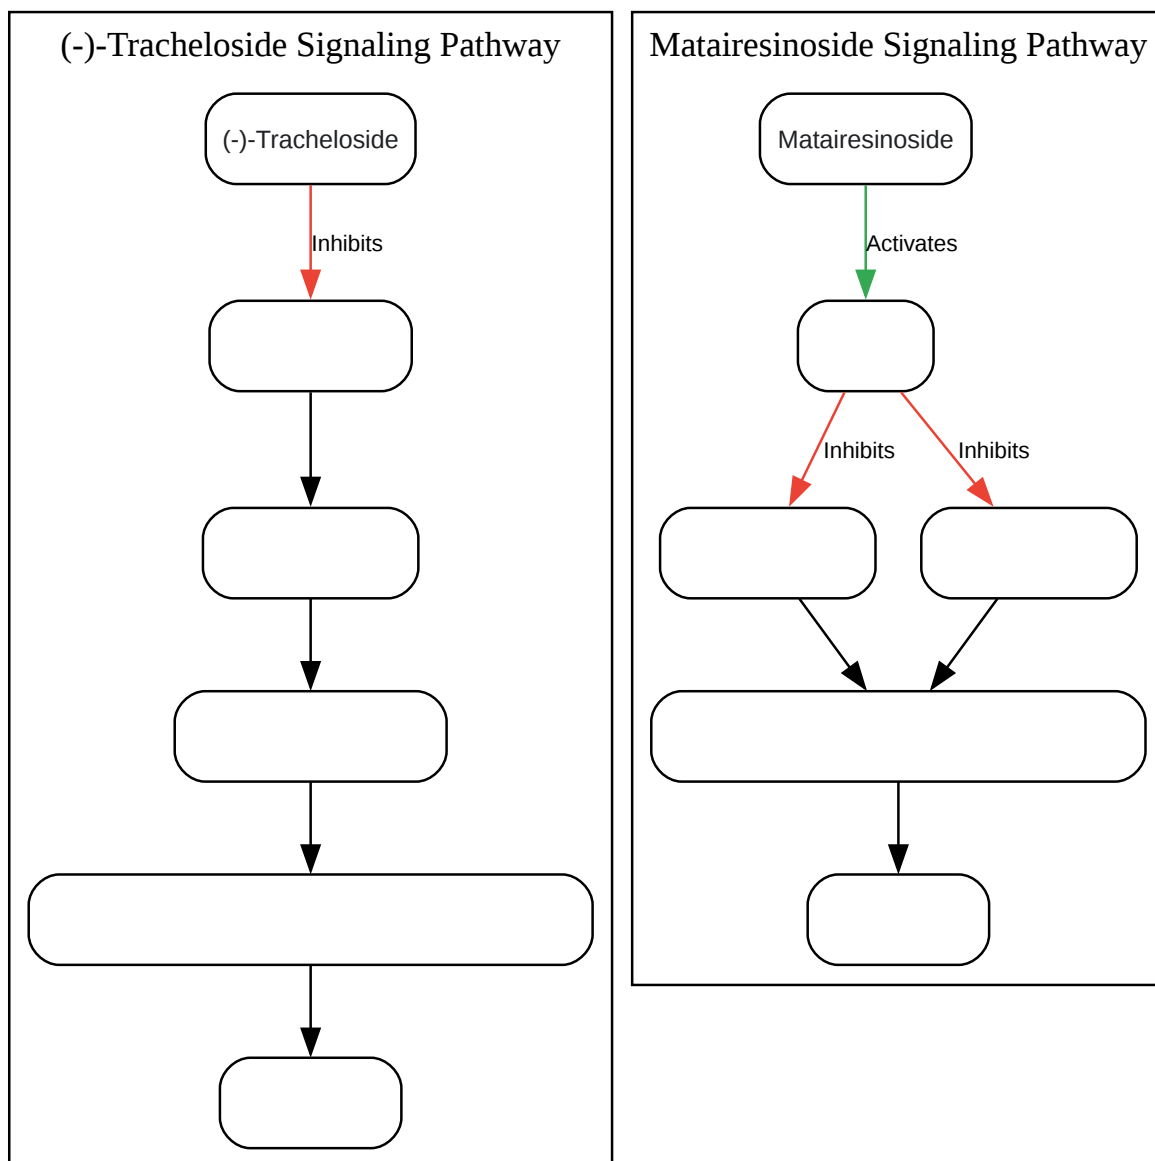 (-)-Tracheloside Signaling Pathway
(-)-Tracheloside
Inhibits
Matairesinoside Signaling Pathway
Matairesinoside
Activates
Inhibits
Inhibits